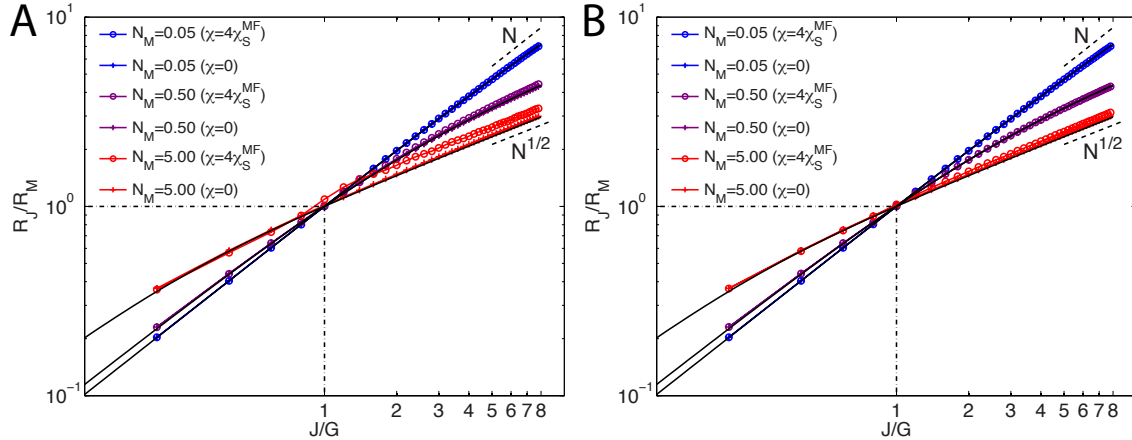 A
10^1
N_M=0.05 (χ=4χ_S^MF)
N_M=0.05 (χ=0)
N_M=0.50 (χ=4χ_S^MF)
N_M=0.50 (χ=0)
N_M=5.00 (χ=4χ_S^MF)
N_M=5.00 (χ=0)
N
N^1/2
R_J/R_M
10^0
10^-1
1 2 3 4 5 6 7 8
J/G
B
10^1
N_M=0.05 (χ=4χ_S^MF)
N_M=0.05 (χ=0)
N_M=0.50 (χ=4χ_S^MF)
N_M=0.50 (χ=0)
N_M=5.00 (χ=4χ_S^MF)
N_M=5.00 (χ=0)
N
N^1/2
R_J/R_M
10^0
10^-1
1 2 3 4 5 6 7 8
J/G